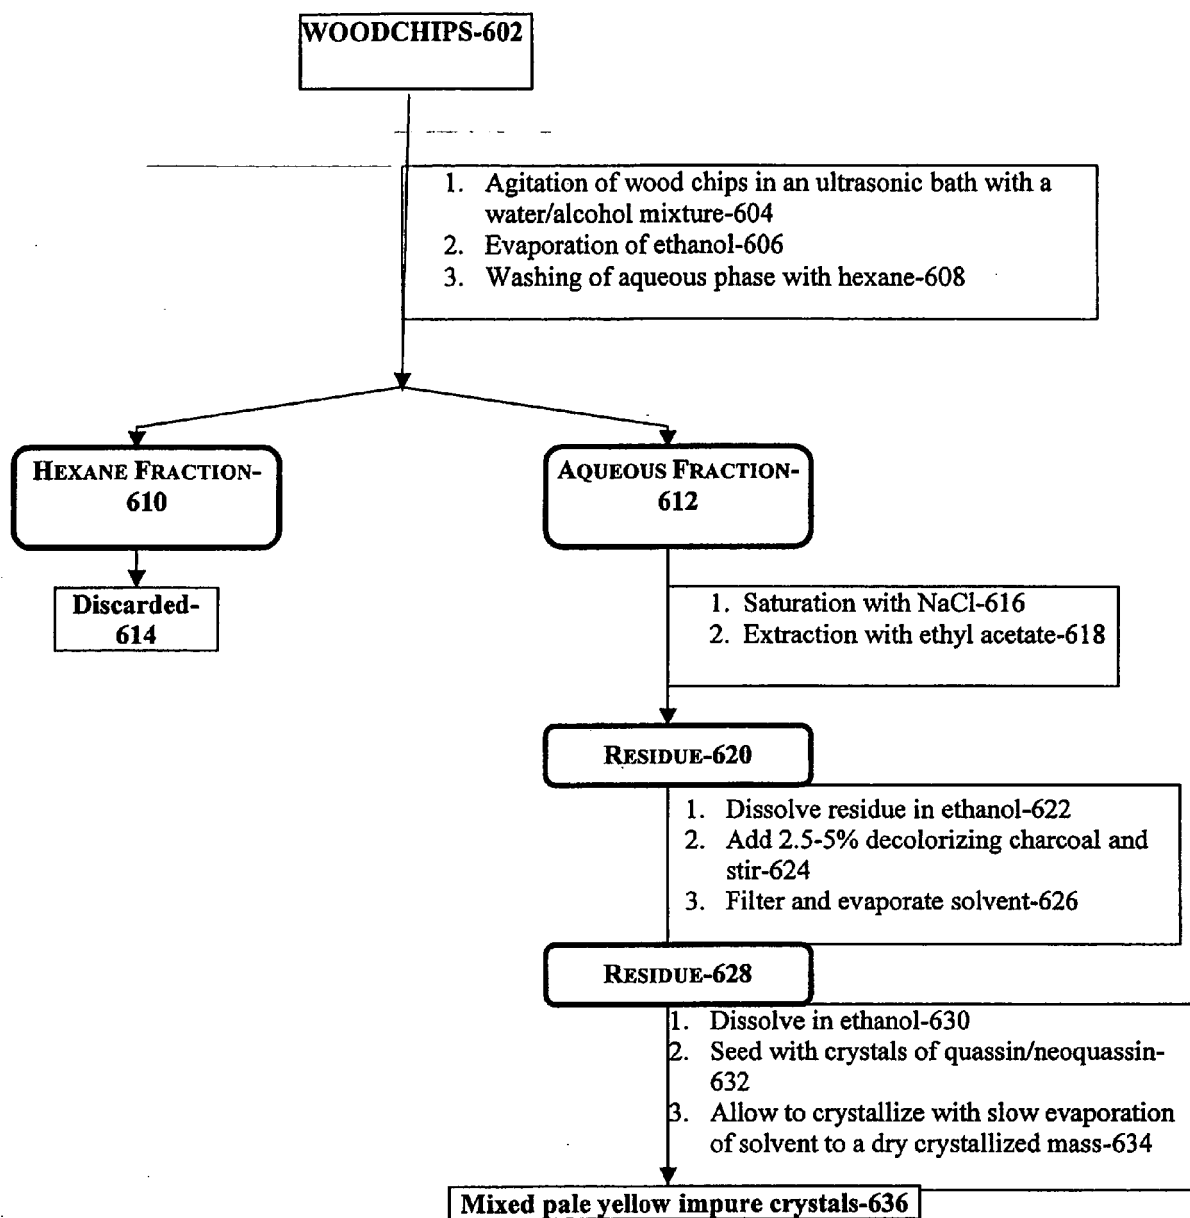 WOODCHIPS-602
1. Agitation of wood chips in an ultrasonic bath with a
water/alcohol mixture-604
2. Evaporation of ethanol-606
3. Washing of aqueous phase with hexane-608
HEXANE FRACTION-
610
AQUEOUS FRACTION-
612
Discarded-
614
1. Saturation with NaCl-616
2. Extraction with ethyl acetate-618
RESIDUE-620
1. Dissolve residue in ethanol-622
2. Add 2.5-5% decolorizing charcoal and
stir-624
3. Filter and evaporate solvent-626
RESIDUE-628
1. Dissolve in ethanol-630
2. Seed with crystals of quassin/neoquassin-
632
3. Allow to crystallize with slow evaporation
of solvent to a dry crystallized mass-634
Mixed pale yellow impure crystals-636